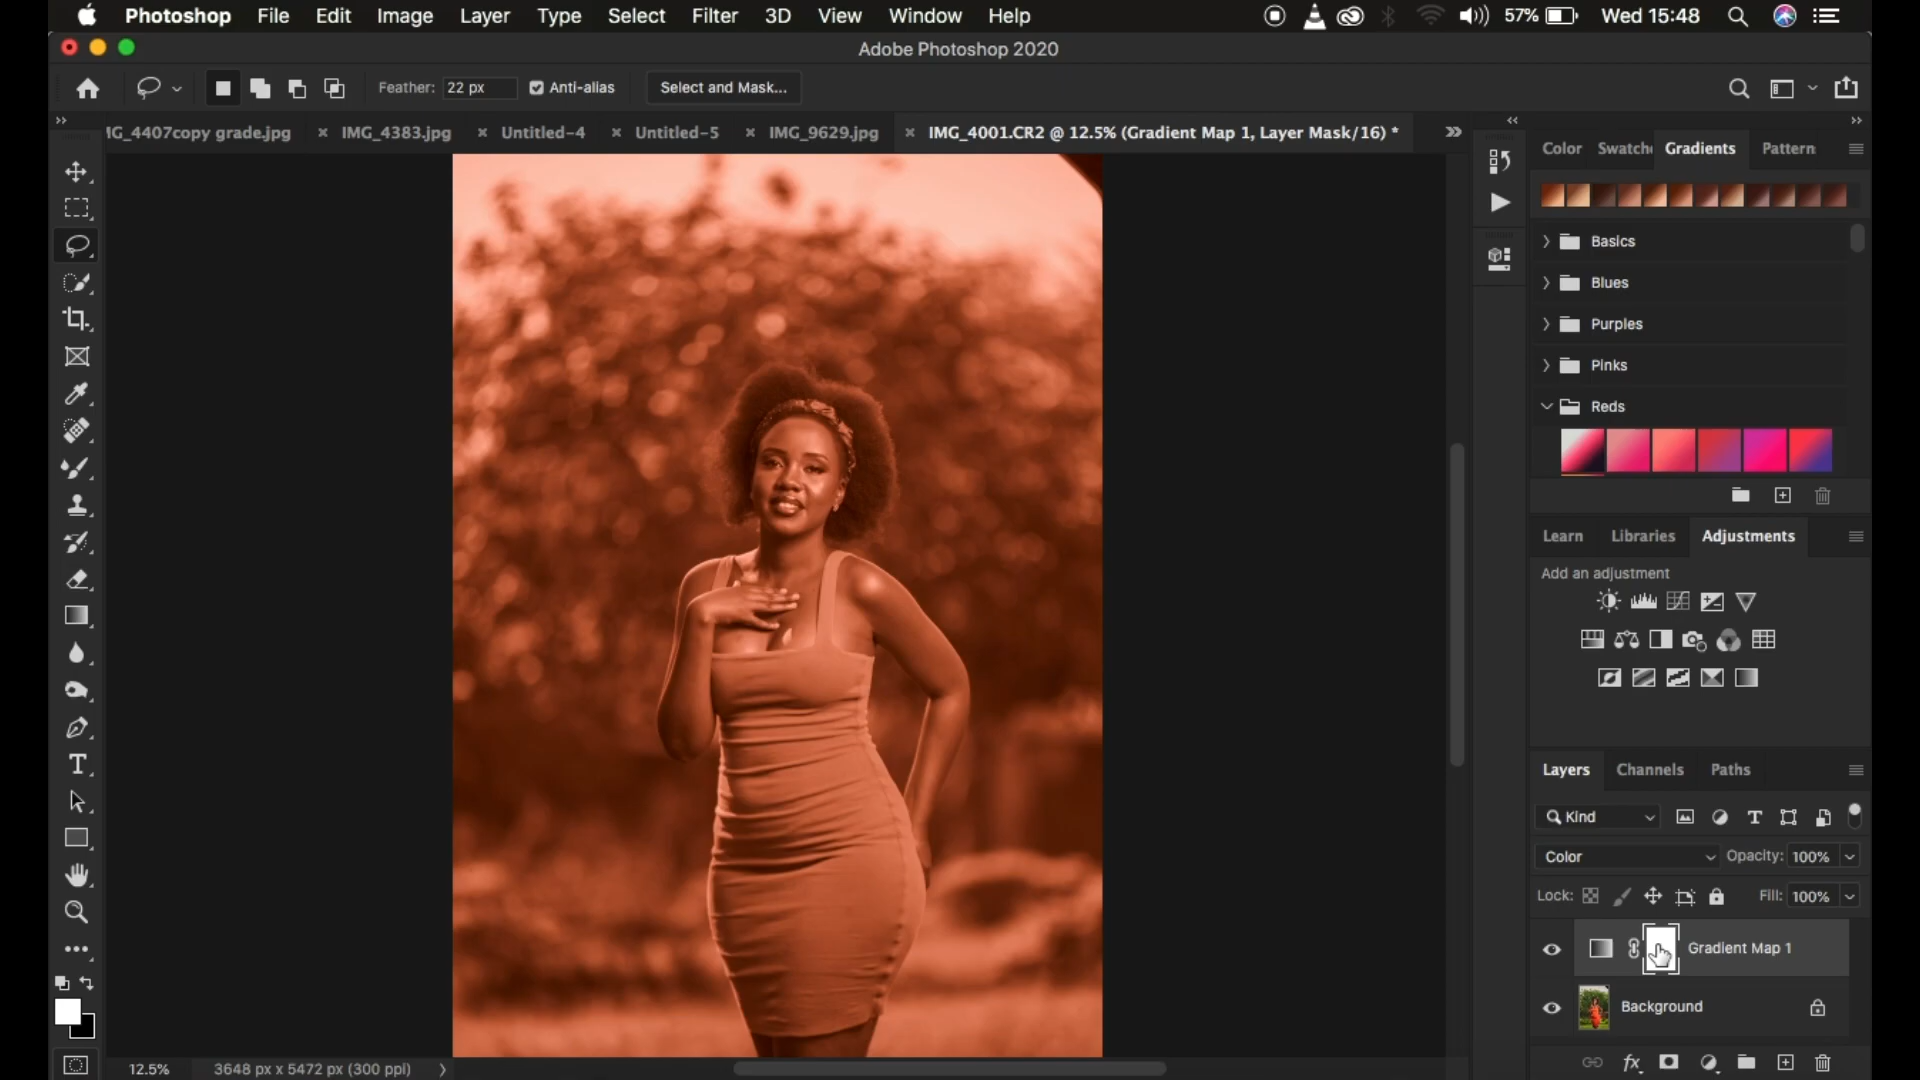 Photoshop File Edit Image Layer Type Select Filter 3D View Window Help 57% Wed 15:48
Adobe Photoshop 2020
Feather: 22 px Anti-alias Select and Mask...
IG_4407copy grade.jpg × IMG_4383.jpg × Untitled-4 × Untitled-5 × IMG_9629.jpg × IMG_4001.CR2 @ 12.5% (Gradient Map 1, Layer Mask/16) *
Color Swatche Gradients Pattern
Basics
Blues
Purples
Pinks
Reds
Learn Libraries Adjustments
Add an adjustment
Layers Channels Paths
Kind
Color Opacity: 100%
Lock: Fill: 100%
Gradient Map 1
Background
12.5% 3648 px x 5472 px (300 ppi)